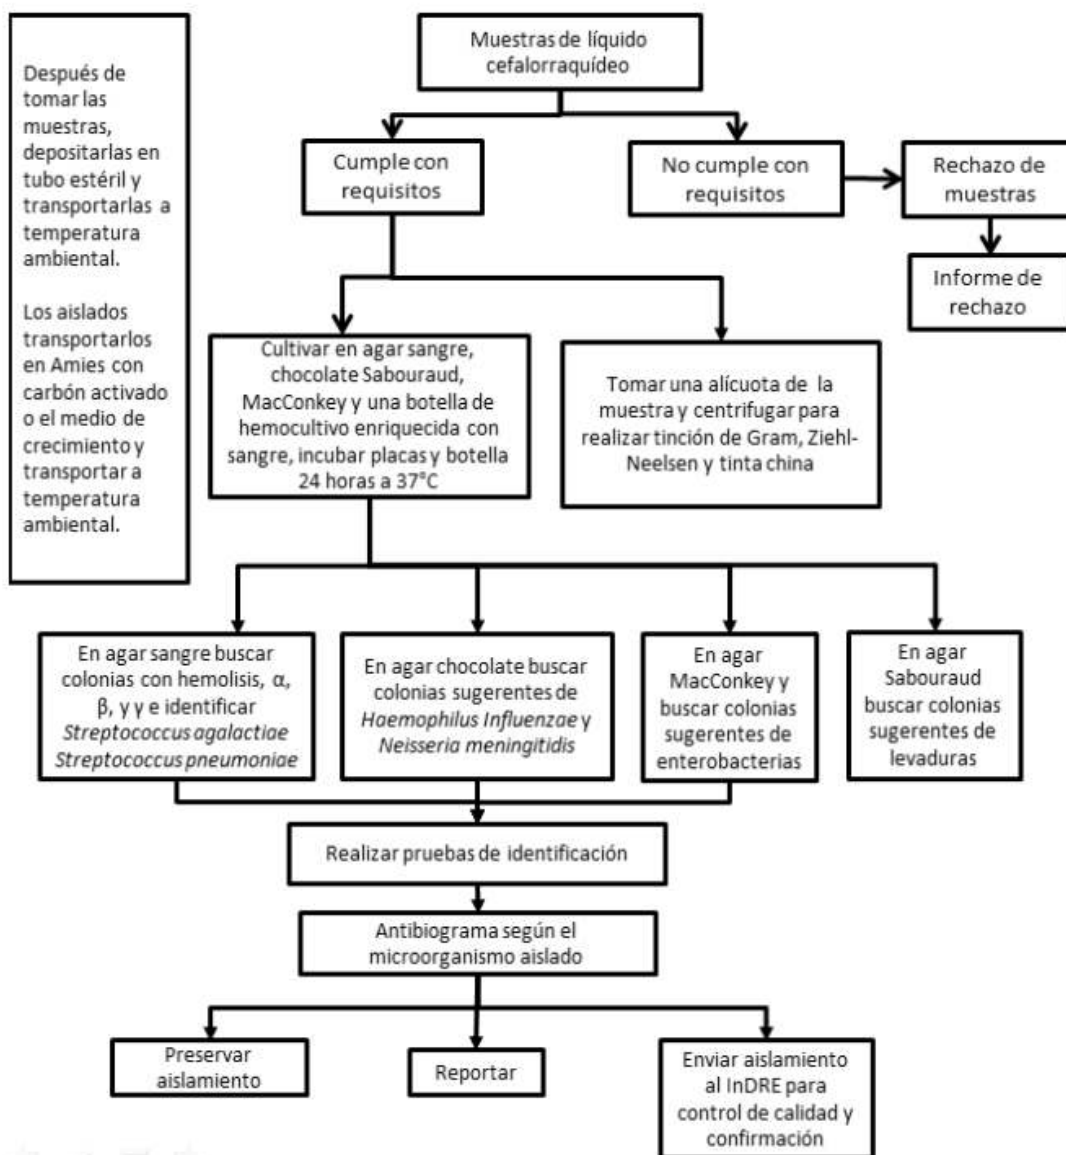 Muestras de líquido
cefalorraquídeo
Después de
tomar las
muestras,
depositarlas en
tubo estéril y
transportarlas a
temperatura
ambiental.
Los aislados
transportarlos
en Amies con
carbón activado
o el medio de
crecimiento y
transportar a
temperatura
ambiental.
Cumple con
requisitos
No cumple con
requisitos
Rechazo de
muestras
Informe de
rechazo
Cultivar en agar sangre,
chocolate Sabouraud,
MacConkey y una botella de
hemocultivo enriquecida con
sangre, incubar placas y botella
24 horas a 37°C
Tomar una alícuota de la
muestra y centrifugar para
realizar tinción de Gram, Ziehl-
Neelsen y tinta china
En agar sangre buscar
colonias con hemolisis, α,
β, y γ e identificar
Streptococcus agalactiae
Streptococcus pneumoniae
En agar chocolate buscar
colonias sugerentes de
Haemophilus Influenzae y
Neisseria meningitidis
En agar
MacConkey y
buscar colonias
sugerentes de
enterobacterias
En agar
Sabouraud
buscar colonias
sugerentes de
levaduras
Realizar pruebas de identificación
Antibiograma según el
microorganismo aislado
Preservar
aislamiento
Reportar
Enviar aislamiento
al InDRE para
control de calidad y
confirmación